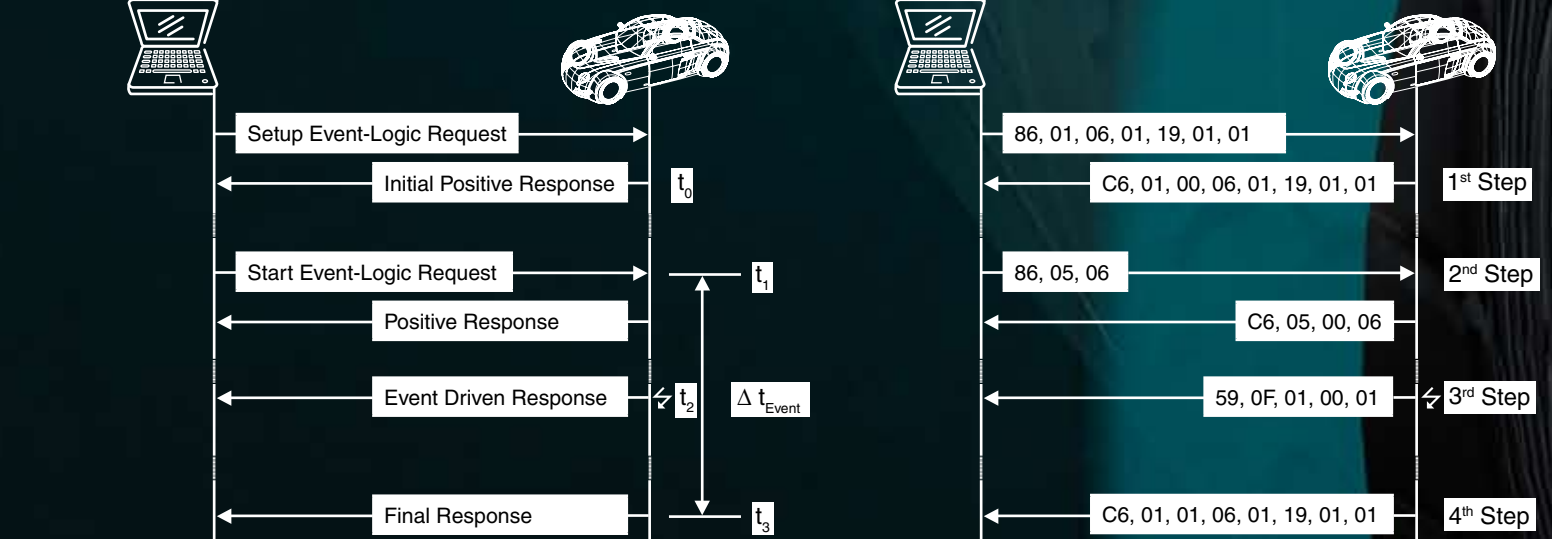 Setup Event-Logic Request
Initial Positive Response
t0
Start Event-Logic Request
t1
Positive Response
Event Driven Response
t2
Δ tEvent
Final Response
t3
86, 01, 06, 01, 19, 01, 01
C6, 01, 00, 06, 01, 19, 01, 01
1st Step
86, 05, 06
2nd Step
C6, 05, 00, 06
59, 0F, 01, 00, 01
3rd Step
C6, 01, 01, 06, 01, 19, 01, 01
4th Step